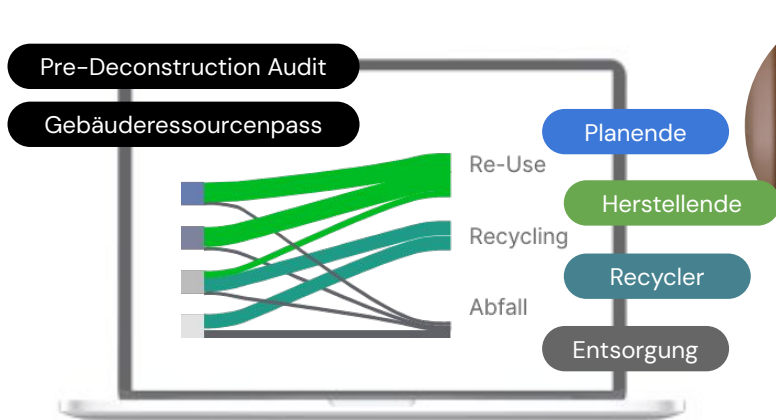 Pre-Deconstruction Audit
Gebäuderessourcenpass
Planende
Re-Use
Herstellende
Recycling
Recycler
Abfall
Entsorgung